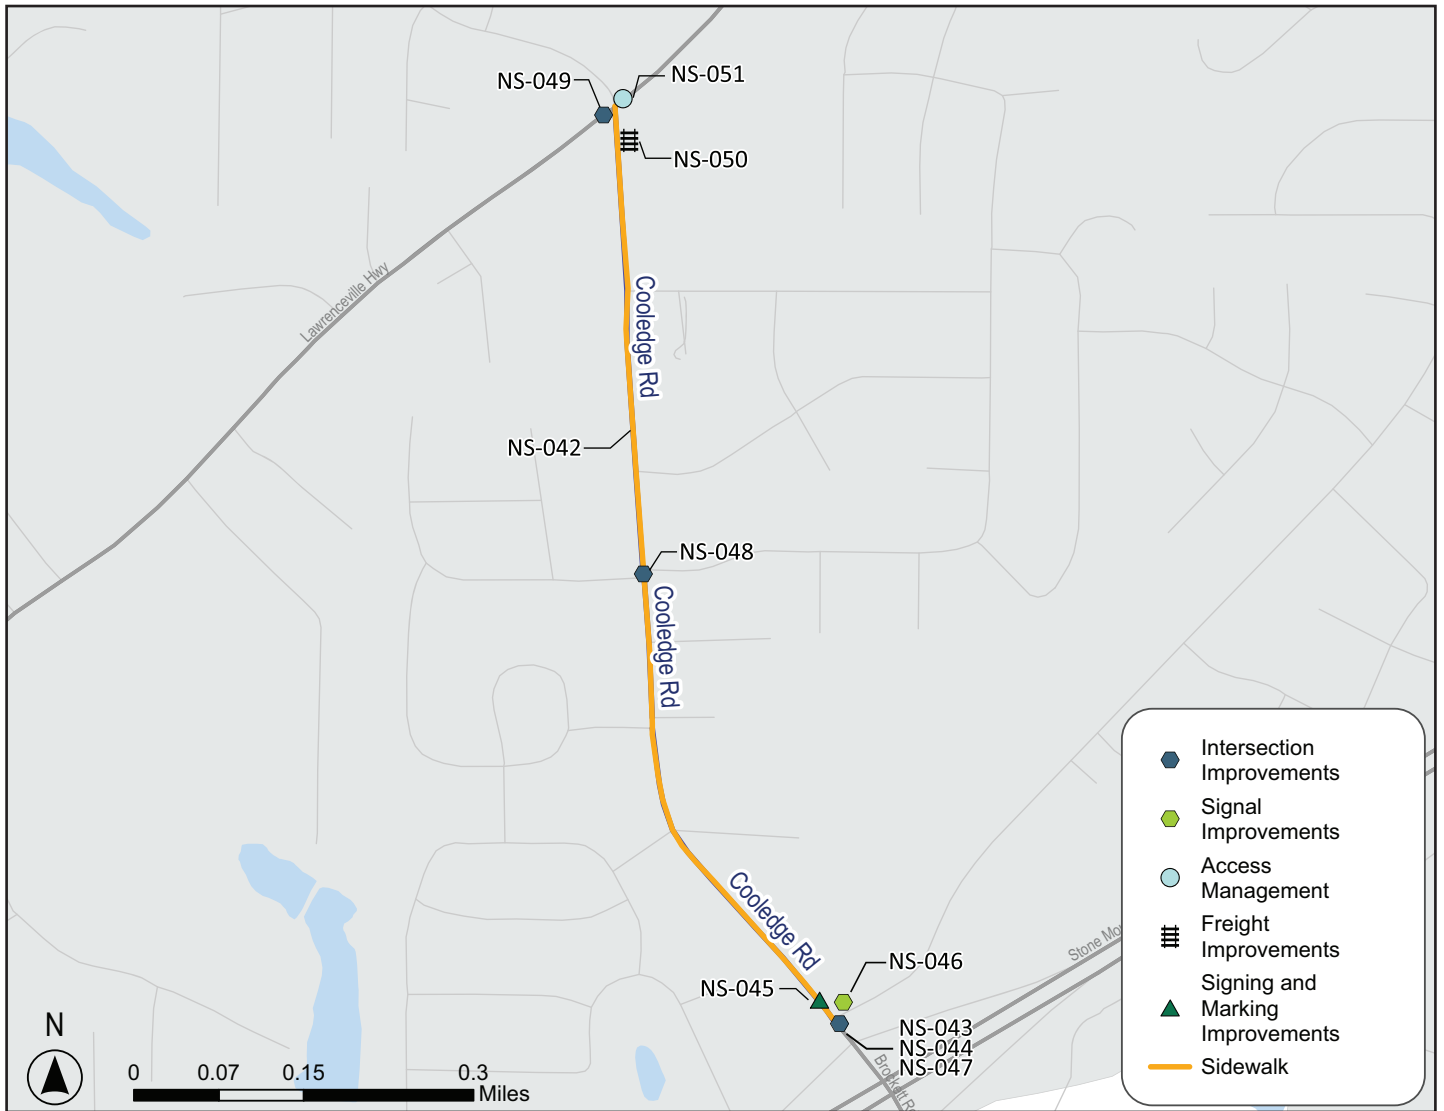 NS-051
NS-049
NS-050
Lawrenceville Hwy
Cooledge Rd
NS-042
NS-048
Cooledge Rd
Cooledge Rd
NS-046
NS-045
NS-043
NS-044
NS-047
Stone
Brockett
Intersection
Improvements
Signal
Improvements
Access
Management
Freight
Improvements
Signing and
Marking
Improvements
Sidewalk
N
0 0.07 0.15 0.3
Miles